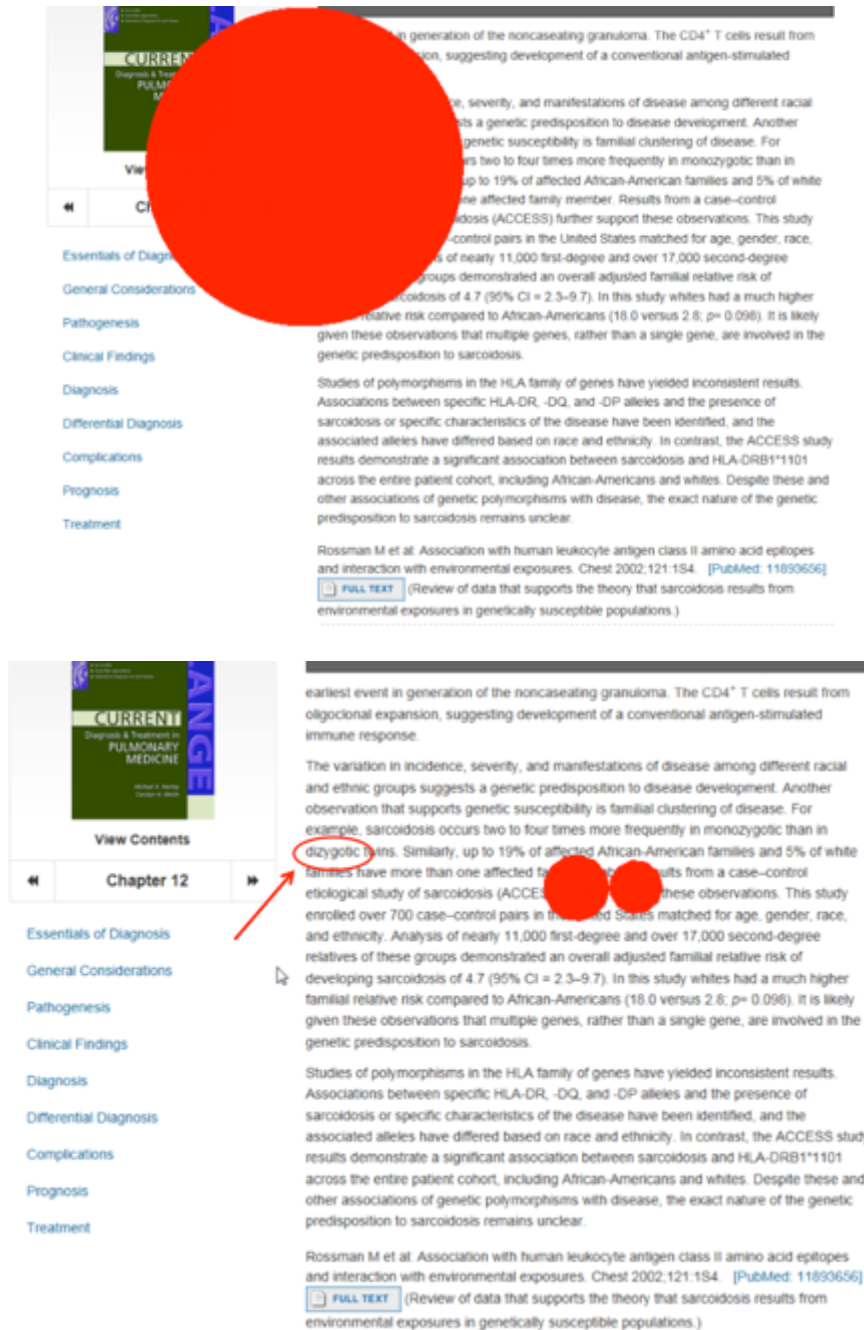 CURREN
Diagnosis & Treat
PUL
M
Vie
Ch
Essentials of Diagn
General Considerations
Pathogenesis
Clinical Findings
Diagnosis
Differential Diagnosis
Complications
Prognosis
Treatment
in generation of the noncaseating granuloma. The CD4⁺ T cells result from
ion, suggesting development of a conventional antigen-stimulated
ce, severity, and manifestations of disease among different racial
sts a genetic predisposition to disease development. Another
genetic susceptibility is familial clustering of disease. For
rs two to four times more frequently in monozygotic than in
up to 19% of affected African-American families and 5% of white
one affected family member. Results from a case–control
idosis (ACCESS) further support these observations. This study
–control pairs in the United States matched for age, gender, race,
s of nearly 11,000 first-degree and over 17,000 second-degree
groups demonstrated an overall adjusted familial relative risk of
rcoidosis of 4.7 (95% CI = 2.3–9.7). In this study whites had a much higher
relative risk compared to African-Americans (18.0 versus 2.8; p= 0.098). It is likely
given these observations that multiple genes, rather than a single gene, are involved in the
genetic predisposition to sarcoidosis.
Studies of polymorphisms in the HLA family of genes have yielded inconsistent results.
Associations between specific HLA-DR, -DQ, and -DP alleles and the presence of
sarcoidosis or specific characteristics of the disease have been identified, and the
associated alleles have differed based on race and ethnicity. In contrast, the ACCESS study
results demonstrate a significant association between sarcoidosis and HLA-DRB1*1101
across the entire patient cohort, including African-Americans and whites. Despite these and
other associations of genetic polymorphisms with disease, the exact nature of the genetic
predisposition to sarcoidosis remains unclear.
Rossman M et al: Association with human leukocyte antigen class II amino acid epitopes
and interaction with environmental exposures. Chest 2002;121:1S4. [PubMed: 11893656]
FULL TEXT (Review of data that supports the theory that sarcoidosis results from
environmental exposures in genetically susceptible populations.)
ANGE
CURRENT
Diagnosis & Treatment in
PULMONARY
MEDICINE
View Contents
Chapter 12
Essentials of Diagnosis
General Considerations
Pathogenesis
Clinical Findings
Diagnosis
Differential Diagnosis
Complications
Prognosis
Treatment
earliest event in generation of the noncaseating granuloma. The CD4⁺ T cells result from
oligoclonal expansion, suggesting development of a conventional antigen-stimulated
immune response.
The variation in incidence, severity, and manifestations of disease among different racial
and ethnic groups suggests a genetic predisposition to disease development. Another
observation that supports genetic susceptibility is familial clustering of disease. For
example, sarcoidosis occurs two to four times more frequently in monozygotic than in
dizygotic twins. Similarly, up to 19% of affected African-American families and 5% of white
families have more than one affected fa ults from a case–control
etiological study of sarcoidosis (ACCES these observations. This study
enrolled over 700 case–control pairs in the United States matched for age, gender, race,
and ethnicity. Analysis of nearly 11,000 first-degree and over 17,000 second-degree
relatives of these groups demonstrated an overall adjusted familial relative risk of
developing sarcoidosis of 4.7 (95% CI = 2.3–9.7). In this study whites had a much higher
familial relative risk compared to African-Americans (18.0 versus 2.8; p= 0.098). It is likely
given these observations that multiple genes, rather than a single gene, are involved in the
genetic predisposition to sarcoidosis.
Studies of polymorphisms in the HLA family of genes have yielded inconsistent results.
Associations between specific HLA-DR, -DQ, and -DP alleles and the presence of
sarcoidosis or specific characteristics of the disease have been identified, and the
associated alleles have differed based on race and ethnicity. In contrast, the ACCESS study
results demonstrate a significant association between sarcoidosis and HLA-DRB1*1101
across the entire patient cohort, including African-Americans and whites. Despite these and
other associations of genetic polymorphisms with disease, the exact nature of the genetic
predisposition to sarcoidosis remains unclear.
Rossman M et al: Association with human leukocyte antigen class II amino acid epitopes
and interaction with environmental exposures. Chest 2002;121:1S4. [PubMed: 11893656]
FULL TEXT (Review of data that supports the theory that sarcoidosis results from
environmental exposures in genetically susceptible populations.)